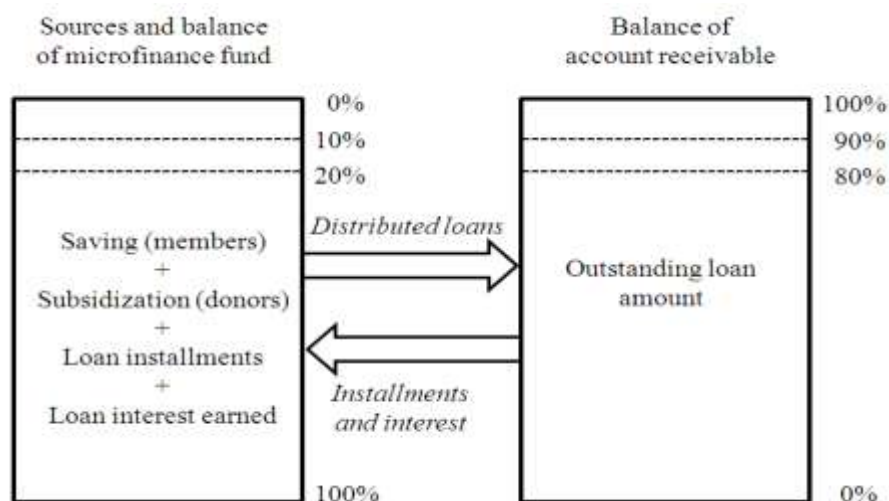 Sources and balance
of microfinance fund
Balance of
account receivable
0%
10%
20%
100%
90%
80%
Saving (members)
+
Subsidization (donors)
+
Loan installments
+
Loan interest earned
Distributed loans
Installments
and interest
Outstanding loan
amount
100%
0%